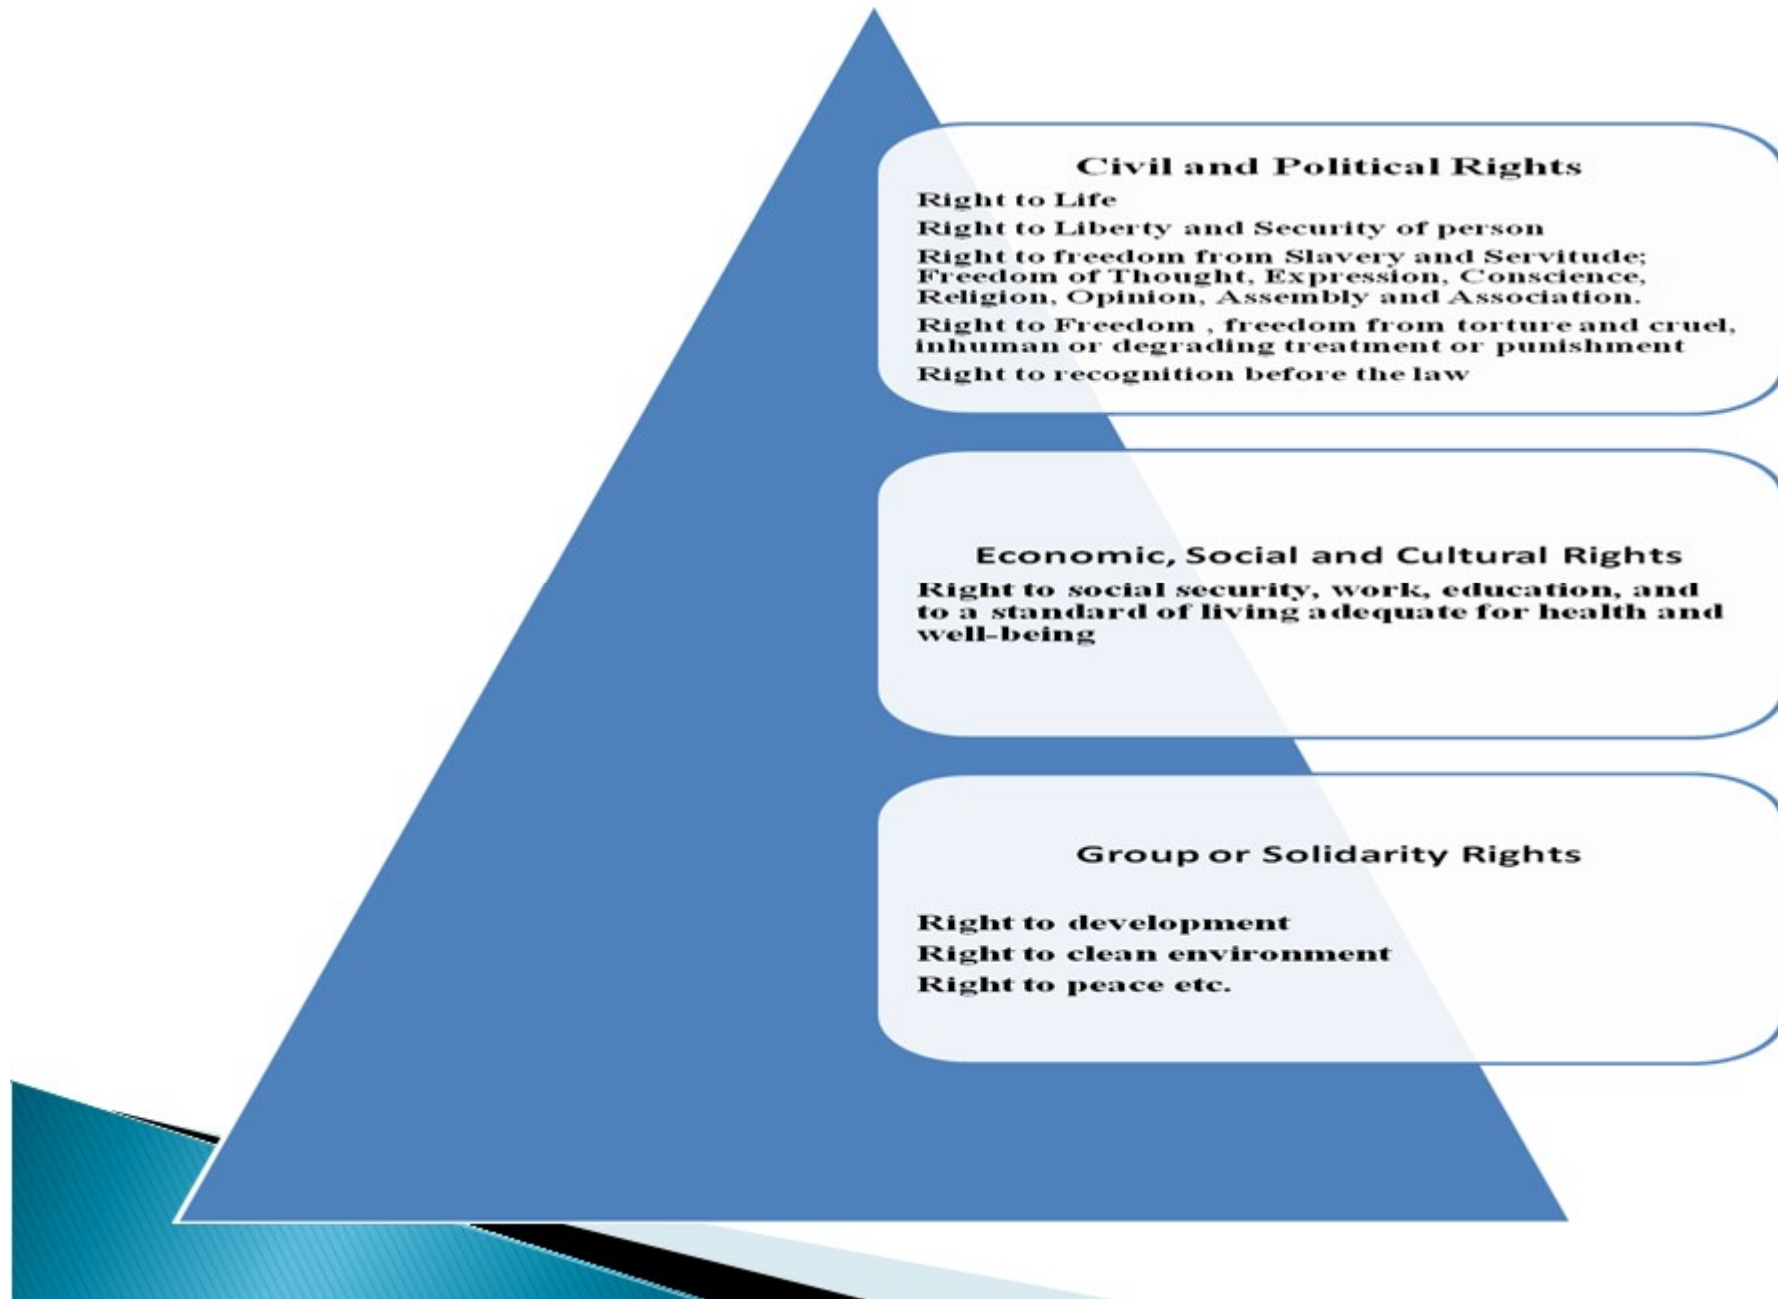 Civil and Political Rights
Right to Life
Right to Liberty and Security of person
Right to freedom from Slavery and Servitude;
Freedom of Thought, Expression, Conscience,
Religion, Opinion, Assembly and Association.
Right to Freedom , freedom from torture and cruel,
inhuman or degrading treatment or punishment
Right to recognition before the law
Economic, Social and Cultural Rights
Right to social security, work, education, and
to a standard of living adequate for health and
well-being
Group or Solidarity Rights
Right to development
Right to clean environment
Right to peace etc.